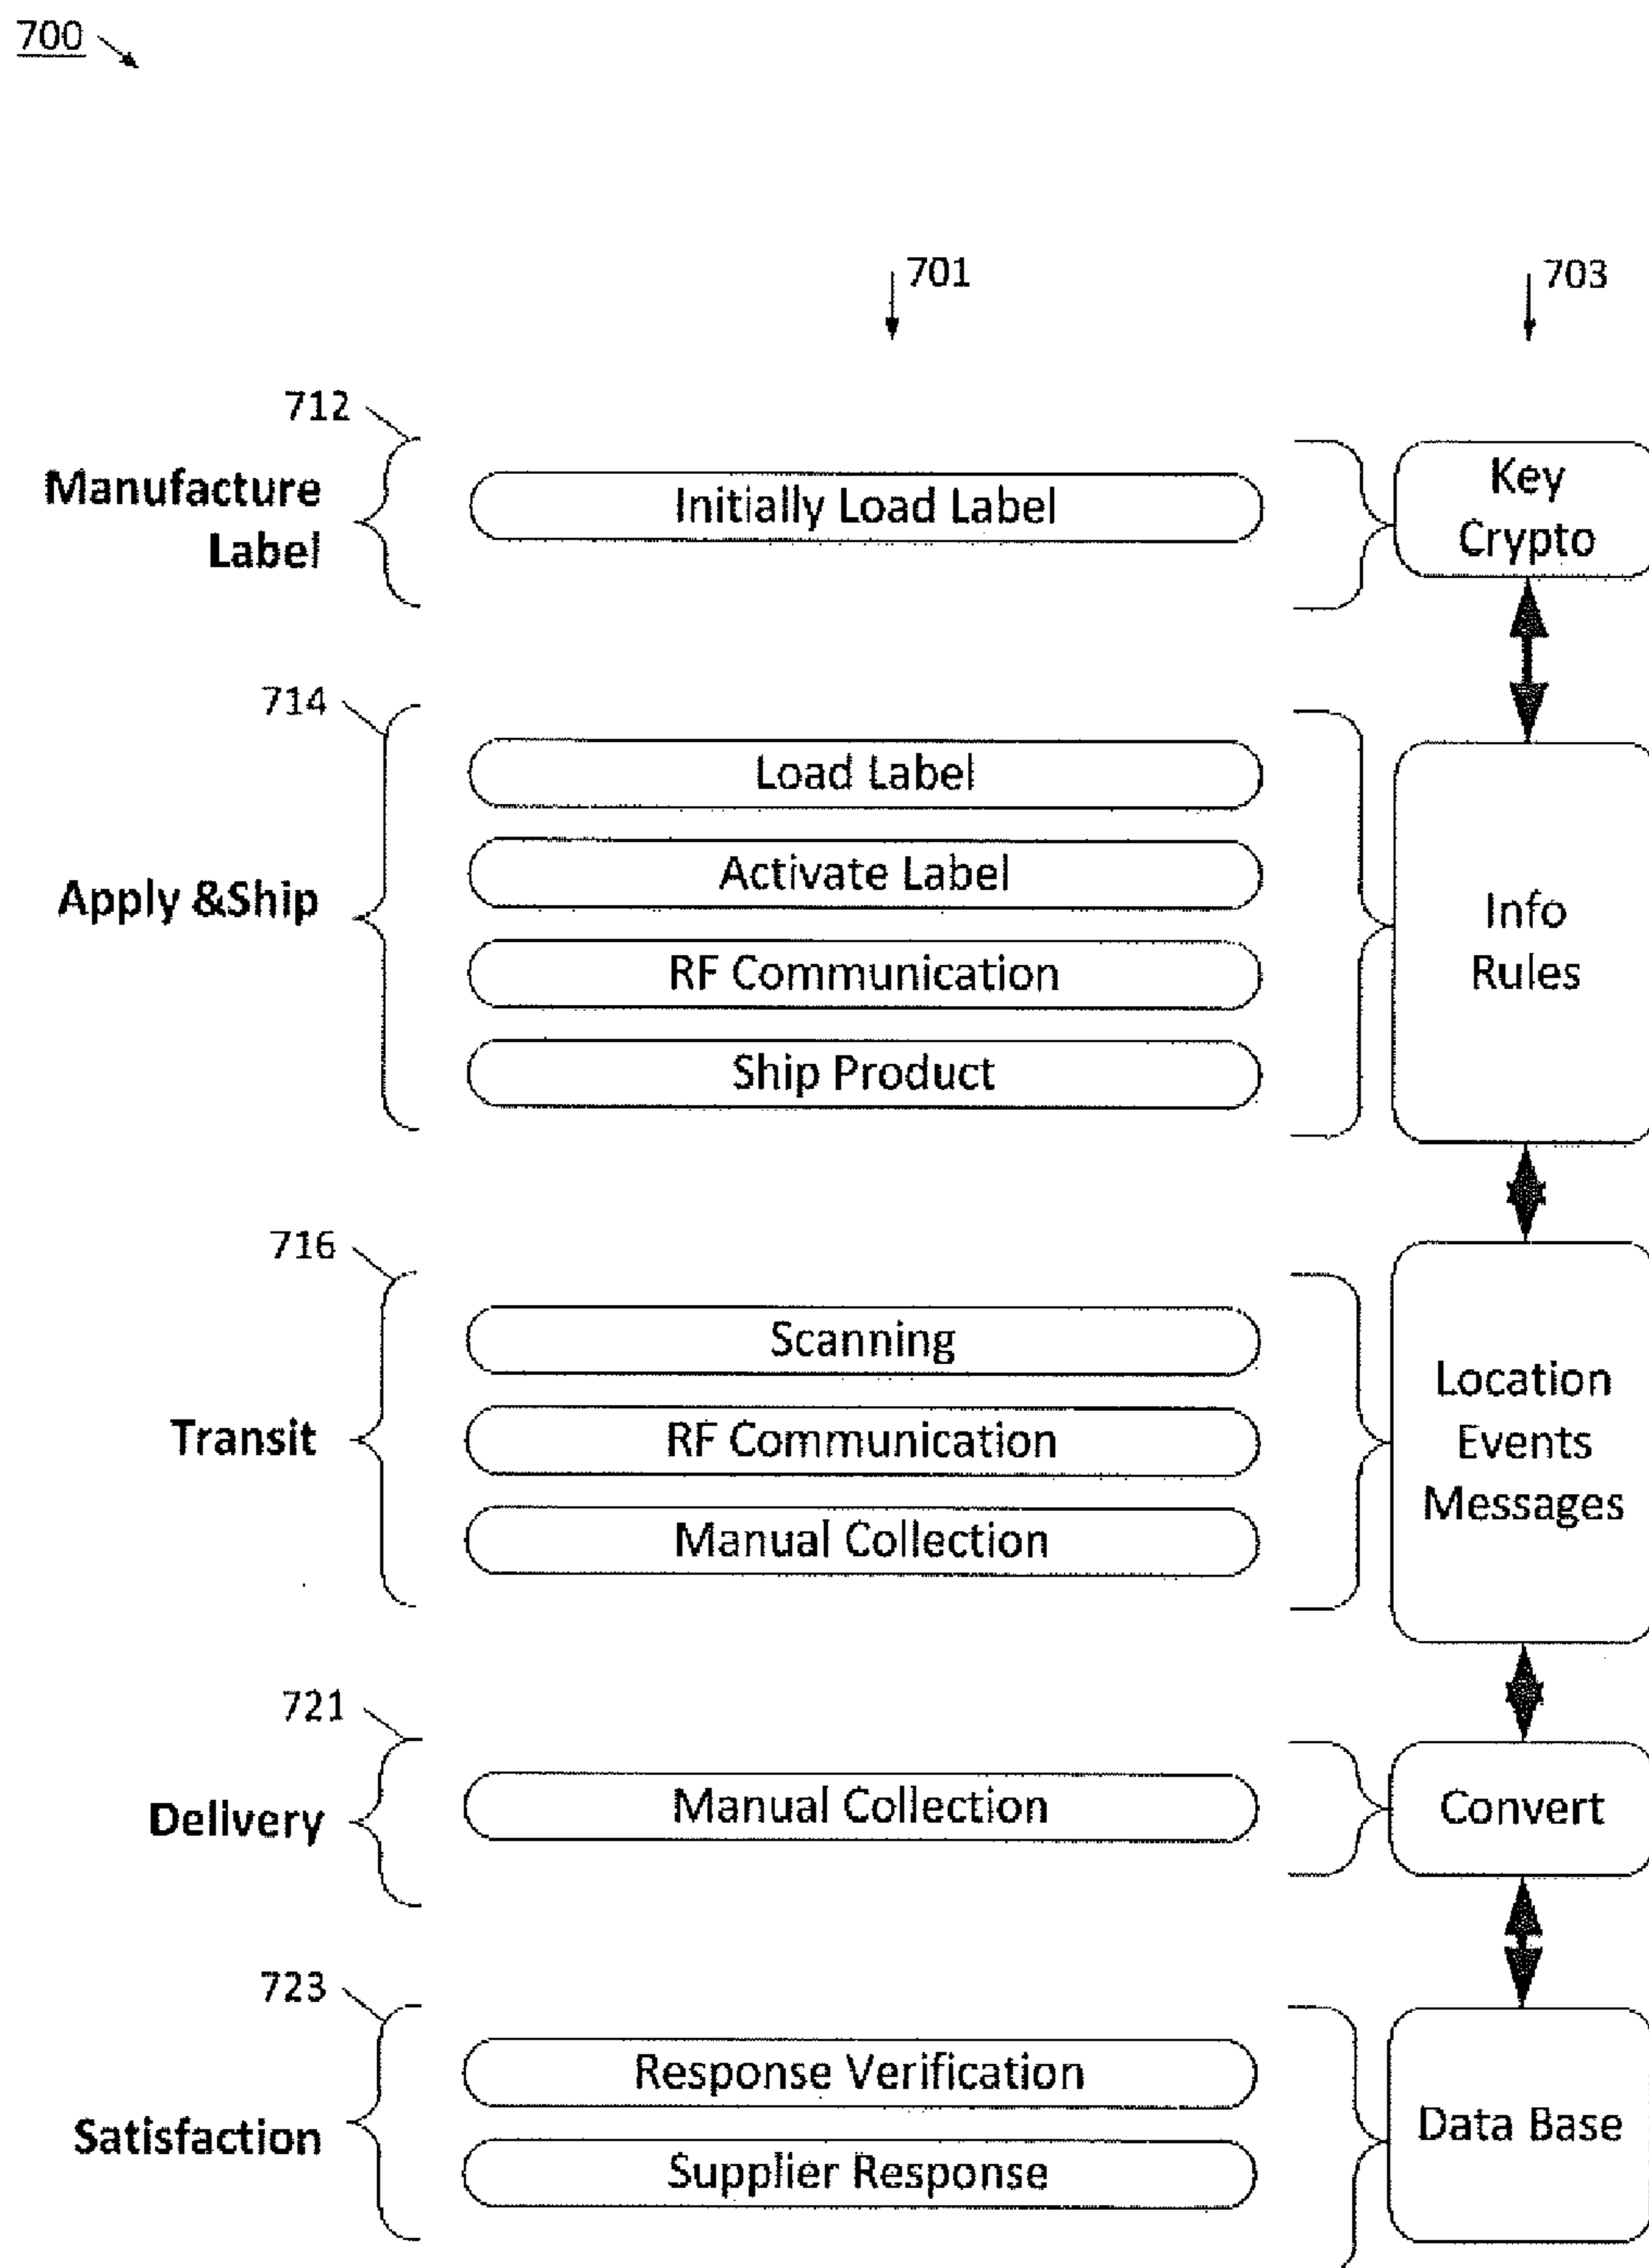 700
701
703
712
Manufacture
Label
Initially Load Label
Key
Crypto
714
Apply &Ship
Load Label
Activate Label
RF Communication
Ship Product
Info
Rules
716
Transit
Scanning
RF Communication
Manual Collection
Location
Events
Messages
721
Delivery
Manual Collection
Convert
723
Satisfaction
Response Verification
Supplier Response
Data Base